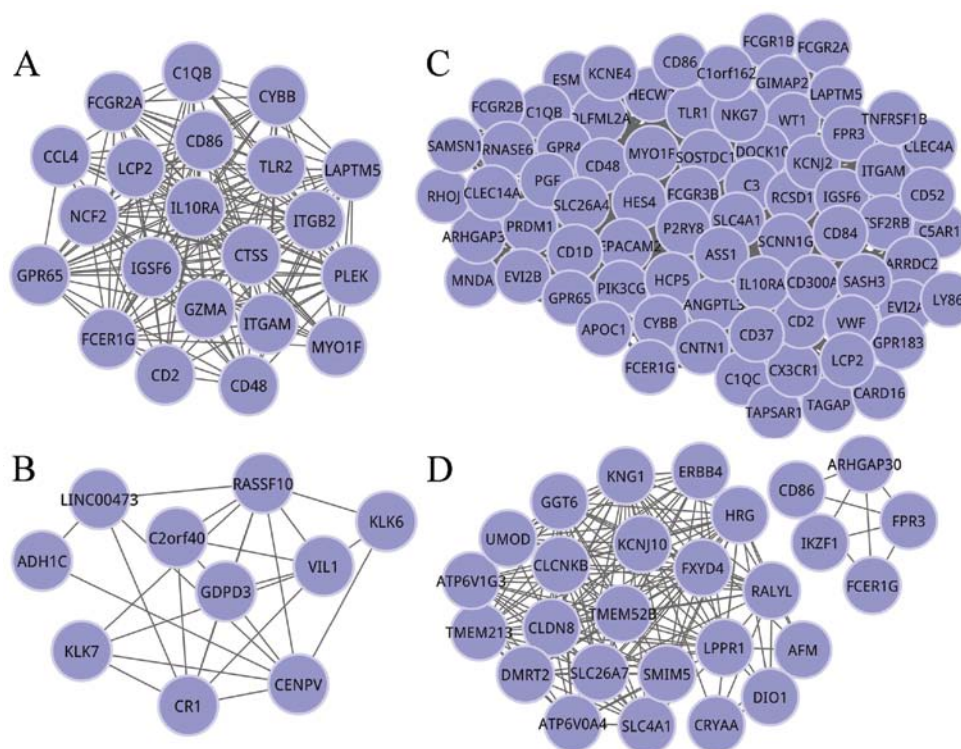 A
C1QB
FCGR2A
CYBB
CD86
CCL4
LCP2
TLR2
LAPTM5
IL10RA
NCF2
ITGB2
CTSS
GPR65
IGSF6
PLEK
GZMA
ITGAM
FCER1G
MYO1F
CD2
CD48
C
FCGR1B
FCGR2A
CD86
C1orf162
ESM
KCNE4
HECW
GIMAP2
LAPTM5
FCGR2B
C1QB
OLFML2A
TLR1
NKG7
WT1
FPR3
TNFRSF1B
SAMSN1
RNASE6
GPR4
CD48
MYO1F
SOSTDC1
DOCK10
KCNJ2
CLEC4A
RHOJ
CLEC14A
PGF
SLC26A4
HES4
FCGR3B
C3
RCSD1
IGSF6
ITGAM
CD52
ARHGAP3
PRDM1
P2RY8
SLC4A1
SCNN1G
CD84
CSF2RB
C5AR1
MNDA
EVI2B
CD1D
EPACAM2
ASS1
GPR65
PIK3CG
HCP5
IL10RA
CD300A
SASH3
ARRDC2
ANGPTL3
EVI2A
LY86
APOC1
CYBB
CD37
CD2
VWF
GPR183
FCER1G
CNTN1
LCP2
C1QC
CX3CR1
CARD16
TAPSAR1
TAGAP
B
RASSF10
LINC00473
KLK6
C2orf40
ADH1C
VIL1
GDPD3
KLK7
CENPV
CR1
D
KNG1
ERBB4
GGT6
HRG
UMOD
KCNJ10
CLCNKB
FXYD4
ATP6V1G3
RALYL
TMEM52B
TMEM213
CLDN8
LPPR1
AFM
DMRT2
SLC26A7
SMIM5
DIO1
ATP6V0A4
SLC4A1
CRYAA
ARHGAP30
CD86
FPR3
IKZF1
FCER1G